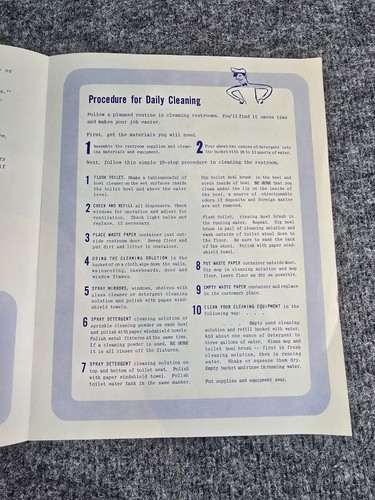 Procedure for Daily Cleaning
Follow a planned routine in cleaning restrooms. You'll find it saves time
and makes your job easier.
First, get the materials you will need.
1 Assemble for restroom supplies and clean-
ing materials and equipment.
2 Pour about two ounces of detergent into
the bucket with 10 to 12 quarts of water.
Next, follow this simple 10-step procedure in cleaning the restroom.
1 FLUSH TOILET. Shake a tablespoonful of
bowl cleaner on the wet surfaces inside
the toilet bowl and above the water
level.
2 CHECK AND REFILL all dispensers. Check
windows for operation and adjust for
ventilation. Check light bulbs and
replace, if necessary.
3 PLACE WASTE PAPER container just out-
side restroom door. Sweep floor and
put dirt and litter in container.
4 USING THE CLEANING SOLUTION in the
bucket or on a cloth wipe down the walls,
wainscoting, baseboards, door and
window frames.
5 SPRAY MIRRORS, windows, shelves with
glass cleaner or detergent cleaning
solution and polish with paper wind-
shield towels.
6 SPRAY DETERGENT cleaning solution or
sprinkle cleaning powder on wash bowl
and polish with paper windshield towels.
Polish metal fixtures at the same time.
If a cleaning powder is used, BE SURE
it is all rinsed off the fixtures.
7 SPRAY DETERGENT cleaning solution on
top and bottom of toilet seat. Polish
with paper windshield towel. Polish
toilet water tank in the same manner.
Dip toilet bowl brush in the bowl and
scrub inside of bowl. BE SURE that you
clean under the lip on the inside of
the bowl, a source of objectionable
odors if deposits and foreign matter
are not removed.
Flush toilet, rinsing bowl brush in
the running water. Repeat. Dip bowl
brush in pail of cleaning solution and
wash outside of toilet stool down to
the floor. Be sure to wash the back
of the stool. Polish with paper wind-
shield towel.
8 PUT WASTE PAPER container outside door.
Dip mop in cleaning solution and mop
floor. Leave floor as dry as possible.
9 EMPTY WASTE PAPER container and replace
in its customary place.
10 CLEAN YOUR CLEANING EQUIPMENT in the
following way: . . . .
. . . . Empty used cleaning
solution and refill bucket with water.
Add about one ounce of detergent to
three gallons of water. Rinse mop and
toilet bowl brush -- first in fresh
cleaning solution, then in running
water. Shake or squeeze them dry.
Empty bucket and rinse in running water.
Put supplies and equipment away.